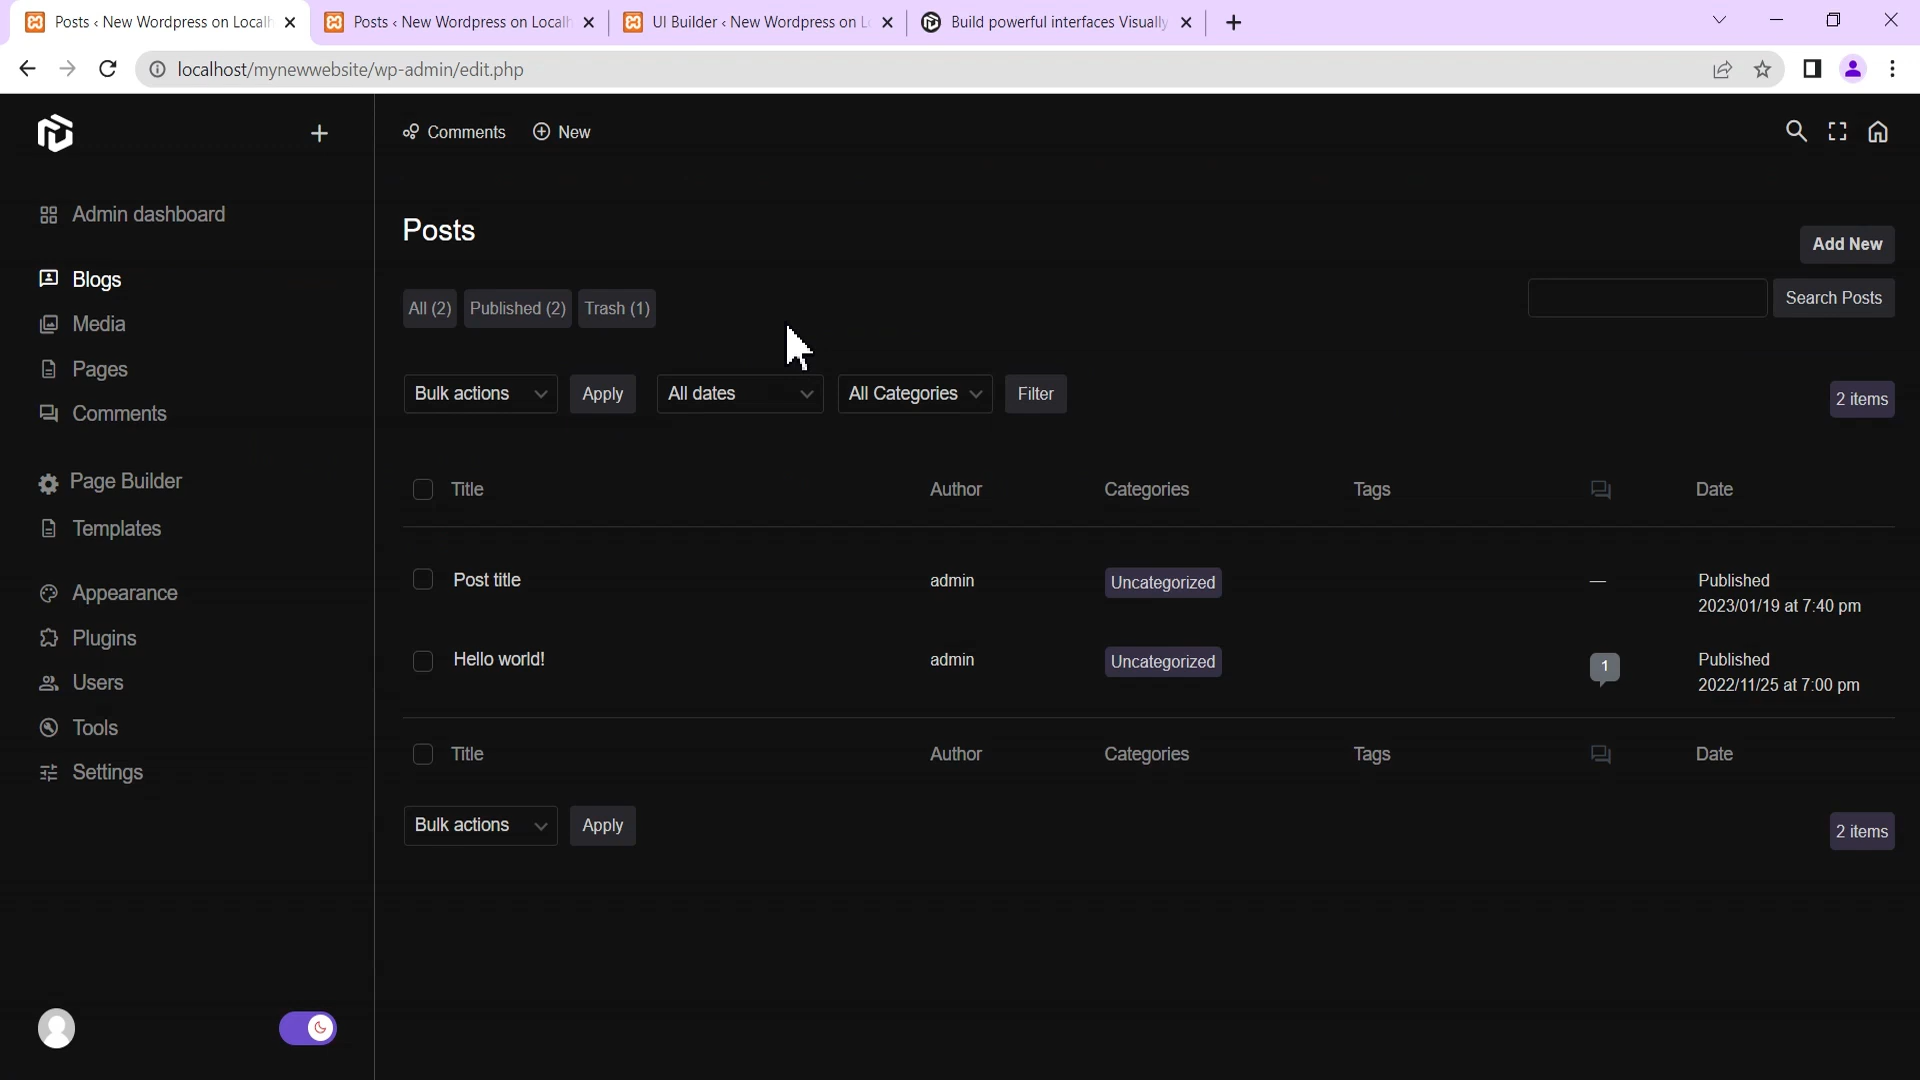 Posts ‹ New Wordpress on Localh
Posts ‹ New Wordpress on Localh
UI Builder ‹ New Wordpress on Lo
Build powerful interfaces Visually
localhost/mynewwebsite/wp-admin/edit.php
Comments
New
Admin dashboard
Blogs
Media
Pages
Comments
Page Builder
Templates
Appearance
Plugins
Users
Tools
Settings
Posts
Add New
All (2) Published (2) Trash (1)
Search Posts
Bulk actions Apply All dates All Categories Filter
2 items
Title Author Categories Tags Date
Post title admin Uncategorized — Published
2023/01/19 at 7:40 pm
Hello world! admin Uncategorized 1 Published
2022/11/25 at 7:00 pm
Title Author Categories Tags Date
Bulk actions Apply
2 items